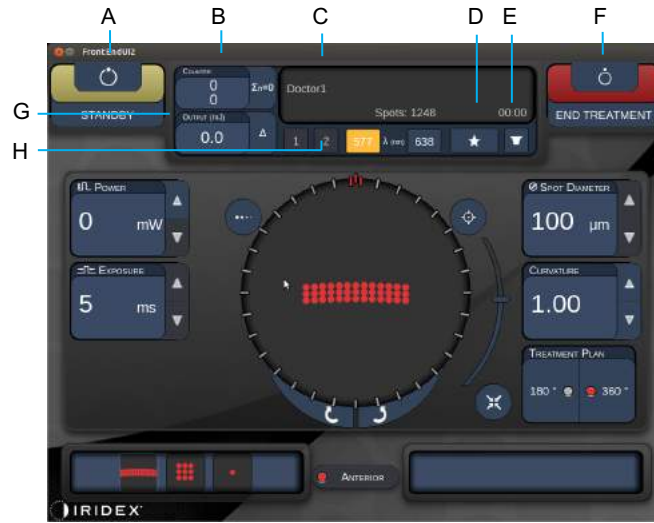 A
B
C
D
E
F
G
H
FrontEndUI2
STANDBY
COUNTER
0
0
Σn=0
OUTPUT (mJ)
0.0
Δ
Doctor1
Spots: 1248
00:00
1
2
577
λ (nm)
638
END TREATMENT
POWER
0
mW
EXPOSURE
5
ms
SPOT DIAMETER
100
µm
CURVATURE
1.00
TREATMENT PLAN
180 °
360 °
ANTERIOR
IRIDEX